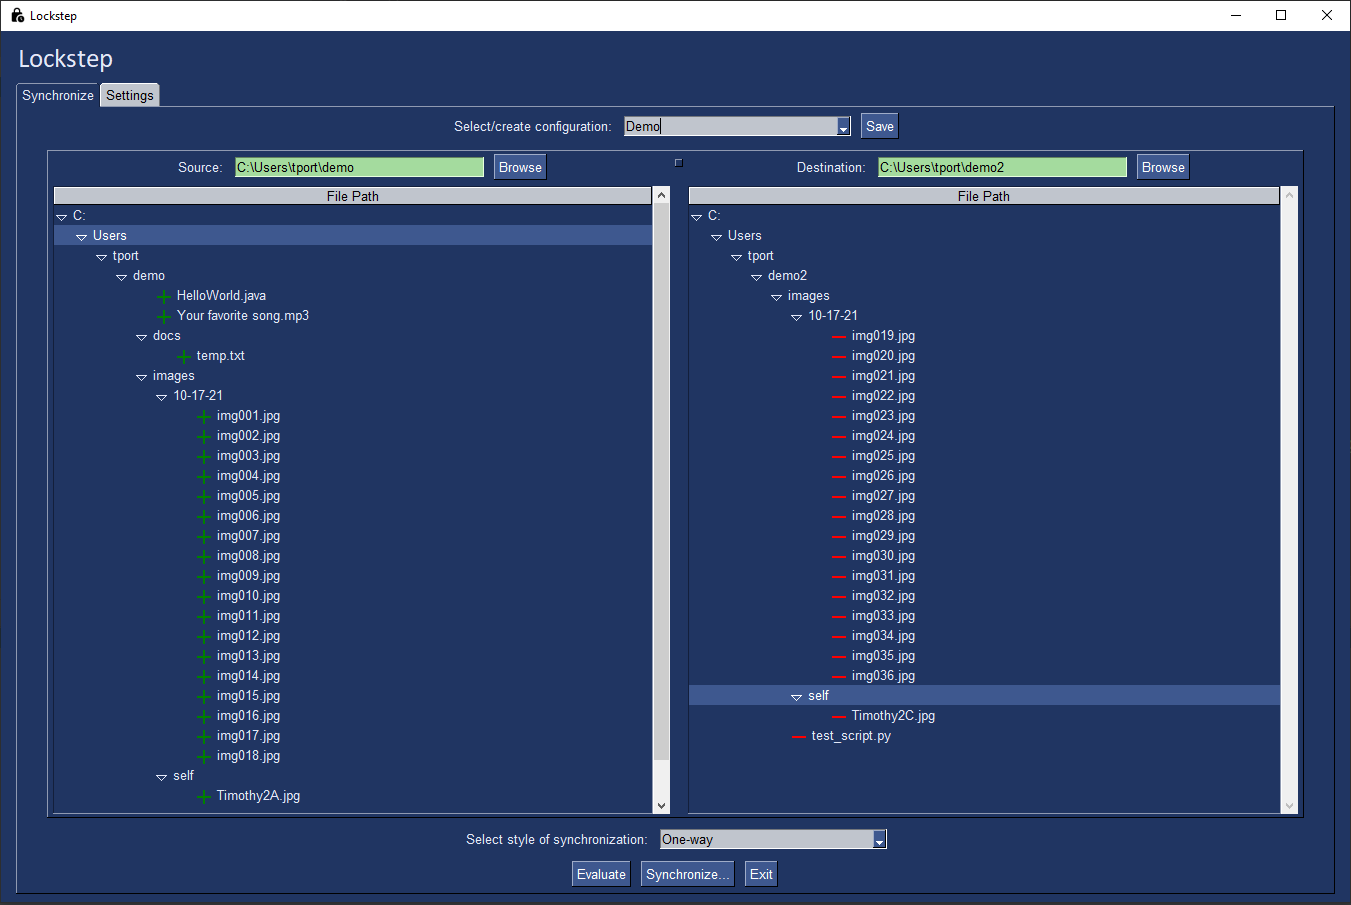 Lockstep
Lockstep
Synchronize Settings
Select/create configuration: Demo Save
Source: C:\Users\tport\demo Browse
File Path
C:
Users
tport
demo
HelloWorld.java
Your favorite song.mp3
docs
temp.txt
images
10-17-21
img001.jpg
img002.jpg
img003.jpg
img004.jpg
img005.jpg
img006.jpg
img007.jpg
img008.jpg
img009.jpg
img010.jpg
img011.jpg
img012.jpg
img013.jpg
img014.jpg
img015.jpg
img016.jpg
img017.jpg
img018.jpg
self
Timothy2A.jpg
Destination: C:\Users\tport\demo2 Browse
File Path
C:
Users
tport
demo2
images
10-17-21
img019.jpg
img020.jpg
img021.jpg
img022.jpg
img023.jpg
img024.jpg
img025.jpg
img026.jpg
img027.jpg
img028.jpg
img029.jpg
img030.jpg
img031.jpg
img032.jpg
img033.jpg
img034.jpg
img035.jpg
img036.jpg
self
Timothy2C.jpg
test_script.py
Select style of synchronization: One-way
Evaluate Synchronize... Exit